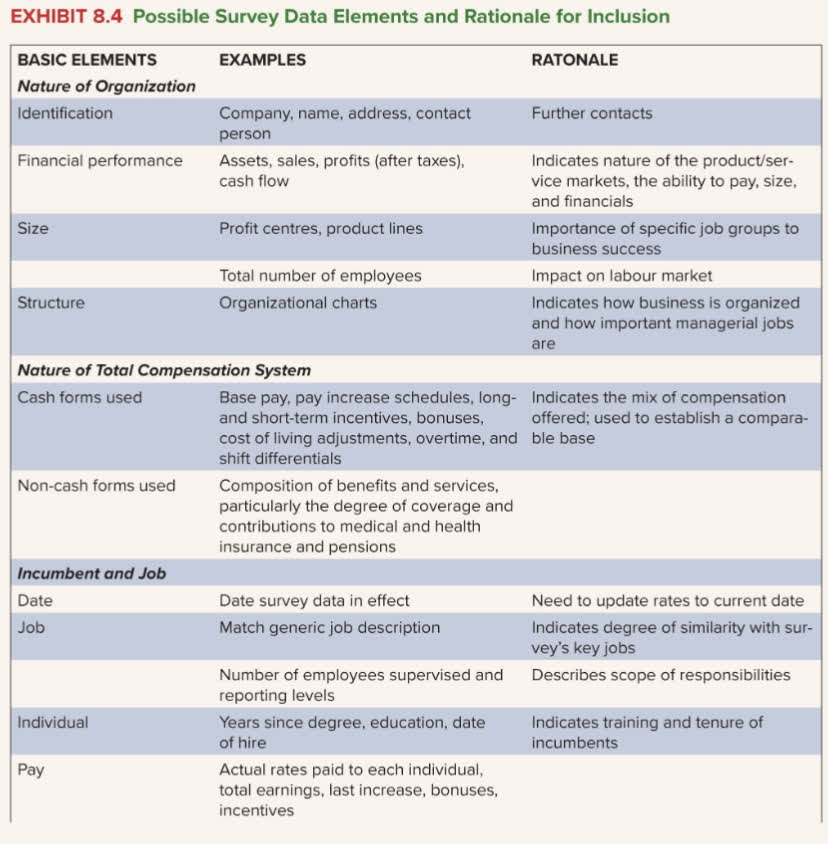 EXHIBIT 8.4 Possible Survey Data Elements and Rationale for Inclusion
BASIC ELEMENTS EXAMPLES RATONALE
Nature of Organization
Identification Company, name, address, contact Further contacts
person
Financial performance Assets, sales, profits (after taxes), Indicates nature of the product/ser-
cash flow vice markets, the ability to pay, size,
and financials
Size Profit centres, product lines Importance of specific job groups to
business success
Total number of employees Impact on labour market
Structure Organizational charts Indicates how business is organized
and how important managerial jobs
are
Nature of Total Compensation System
Cash forms used Base pay, pay increase schedules, long- Indicates the mix of compensation
and short-term incentives, bonuses, offered; used to establish a compara-
cost of living adjustments, overtime, and ble base
shift differentials
Non-cash forms used Composition of benefits and services,
particularly the degree of coverage and
contributions to medical and health
insurance and pensions
Incumbent and Job
Date Date survey data in effect Need to update rates to current date
Job Match generic job description Indicates degree of similarity with sur-
vey's key jobs
Number of employees supervised and Describes scope of responsibilities
reporting levels
Individual Years since degree, education, date Indicates training and tenure of
of hire incumbents
Pay Actual rates paid to each individual,
total earnings, last increase, bonuses,
incentives